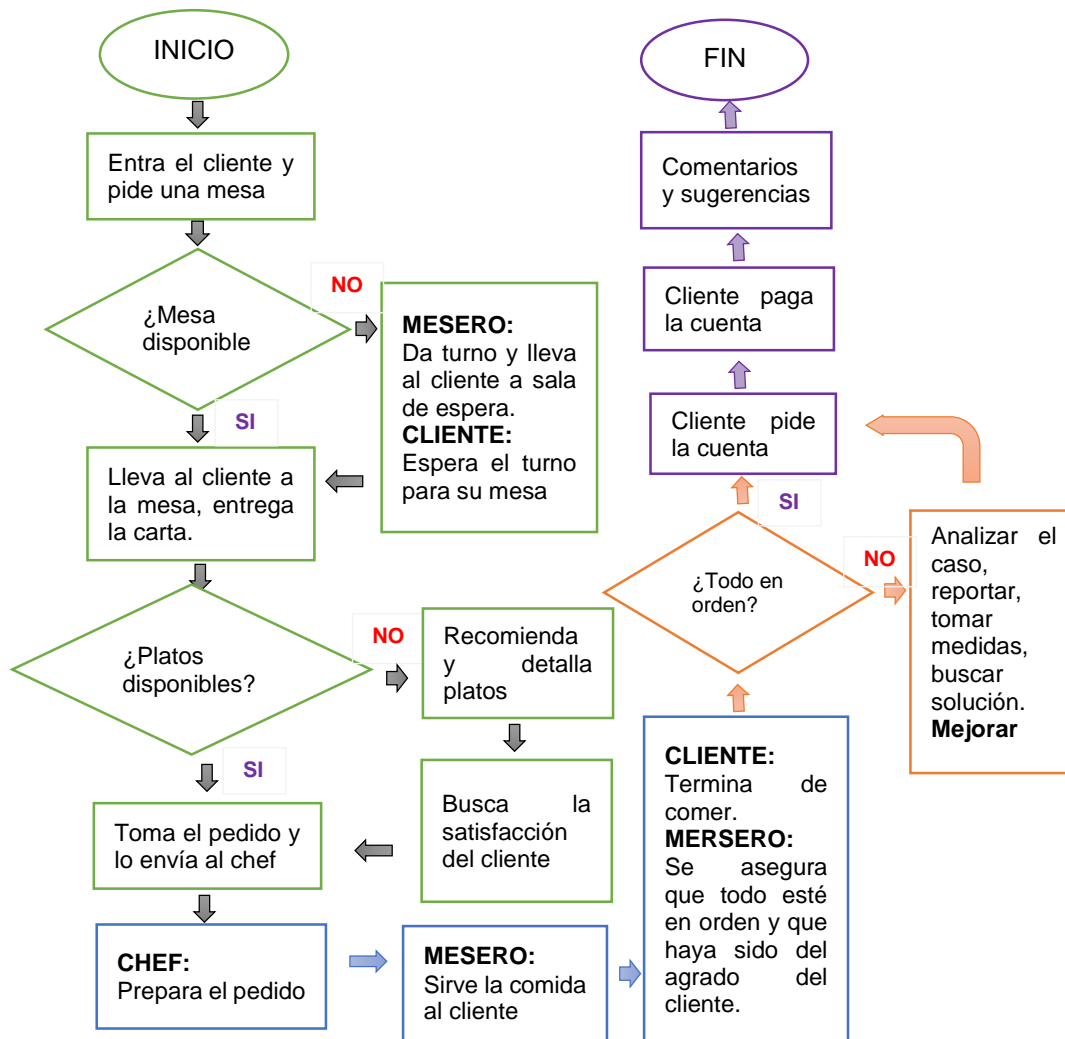 INICIO
Entra el cliente y
pide una mesa
¿Mesa
disponible
NO
MESERO:
Da turno y lleva
al cliente a sala
de espera.
CLIENTE:
Espera el turno
para su mesa
SI
Lleva al cliente a
la mesa, entrega
la carta.
¿Platos
disponibles?
NO
Recomienda
y detalla
platos
Busca la
satisfacción
del cliente
SI
Toma el pedido y
lo envía al chef
CHEF:
Prepara el pedido
MESERO:
Sirve la comida
al cliente
CLIENTE:
Termina de
comer.
MERSERO:
Se asegura
que todo esté
en orden y que
haya sido del
agrado del
cliente.
¿Todo en
orden?
NO
Analizar el
caso,
reportar,
tomar
medidas,
buscar
solución.
Mejorar
SI
Cliente pide
la cuenta
Cliente paga
la cuenta
Comentarios
y sugerencias
FIN